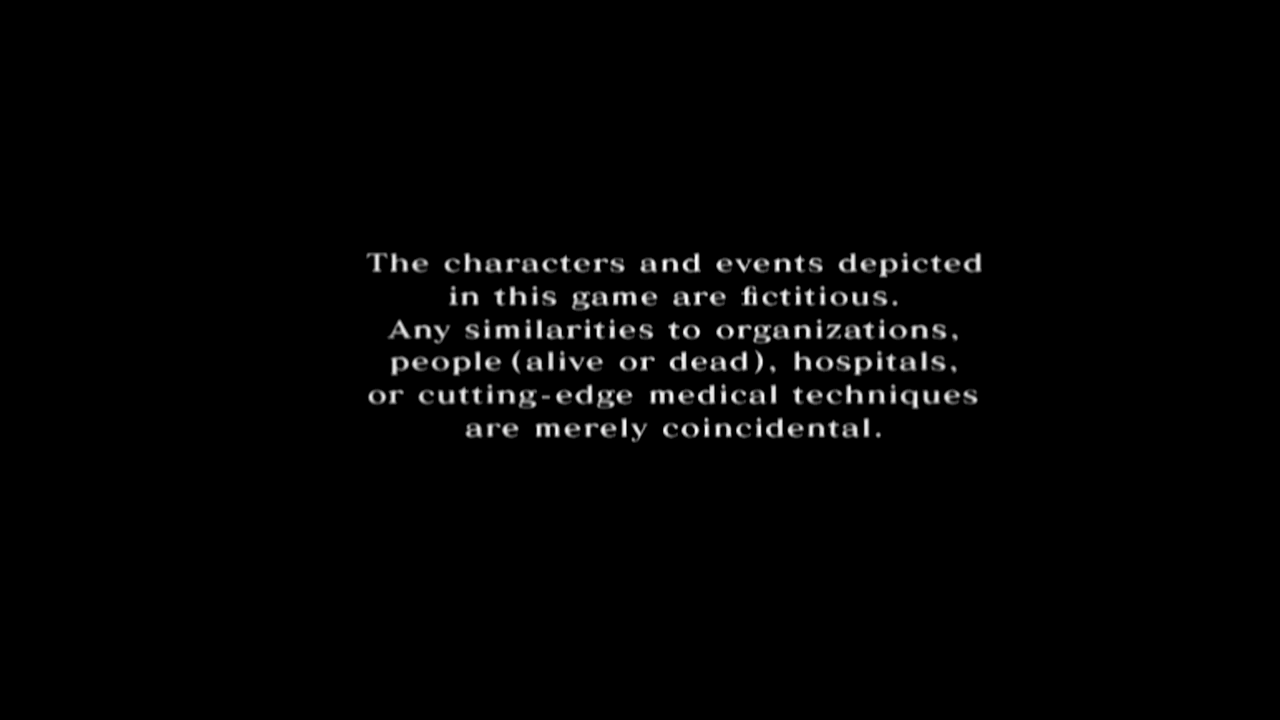 The characters and events depicted
in this game are fictitious.
Any similarities to organizations,
people (alive or dead), hospitals,
or cutting-edge medical techniques
are merely coincidental.